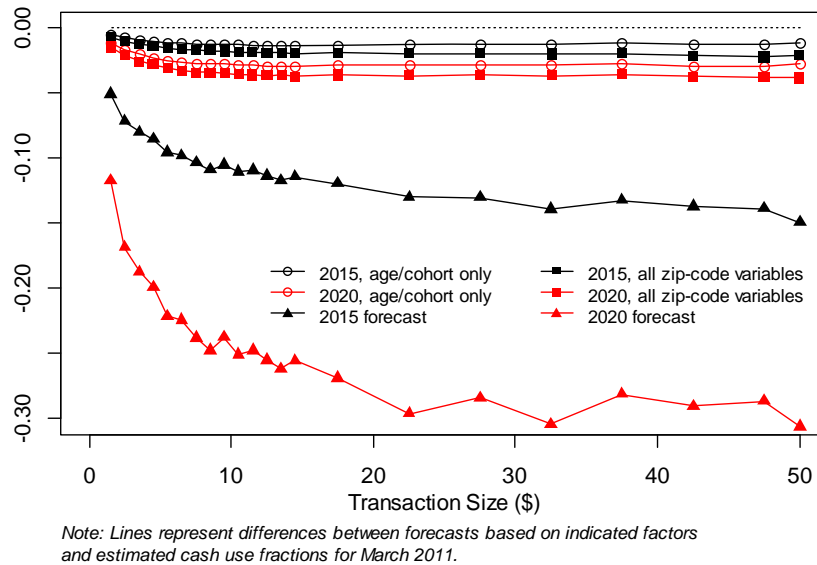 0.00
-0.10
-0.20
-0.30
2015, age/cohort only
2020, age/cohort only
2015 forecast
2015, all zip-code variables
2020, all zip-code variables
2020 forecast
0 10 20 30 40 50
Transaction Size ($)
Note: Lines represent differences between forecasts based on indicated factors
and estimated cash use fractions for March 2011.